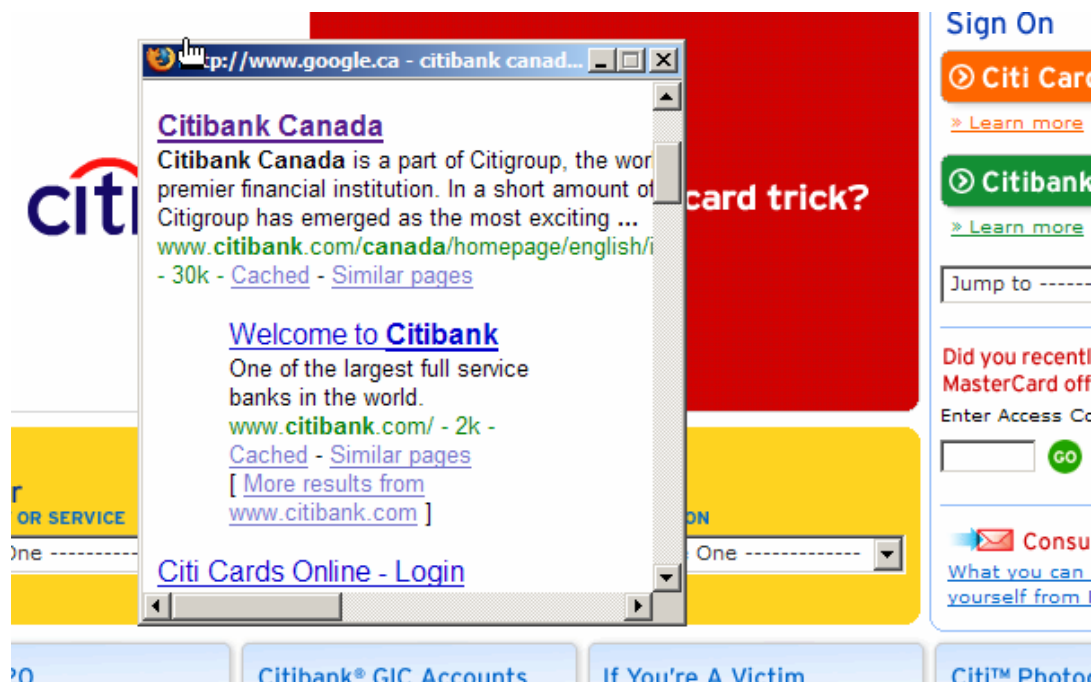 Sign On
tp://www.google.ca - citibank canad...
Citi Card
» Learn more
Citibank Canada
Citibank Canada is a part of Citigroup, the wor
premier financial institution. In a short amount of
Citigroup has emerged as the most exciting ...
www.citibank.com/canada/homepage/english/i
- 30k - Cached - Similar pages
citi
card trick?
Citibank
» Learn more
Jump to ------
Welcome to Citibank
One of the largest full service
banks in the world.
www.citibank.com/ - 2k -
Cached - Similar pages
[ More results from
www.citibank.com ]
Did you recentl
MasterCard off
Enter Access Co
GO
r
OR SERVICE
ON
One ----------
One -------------
Citi Cards Online - Login
Consu
What you can
yourself from
Citibank® GIC Accounts
If You're A Victim
Citi™ Photo